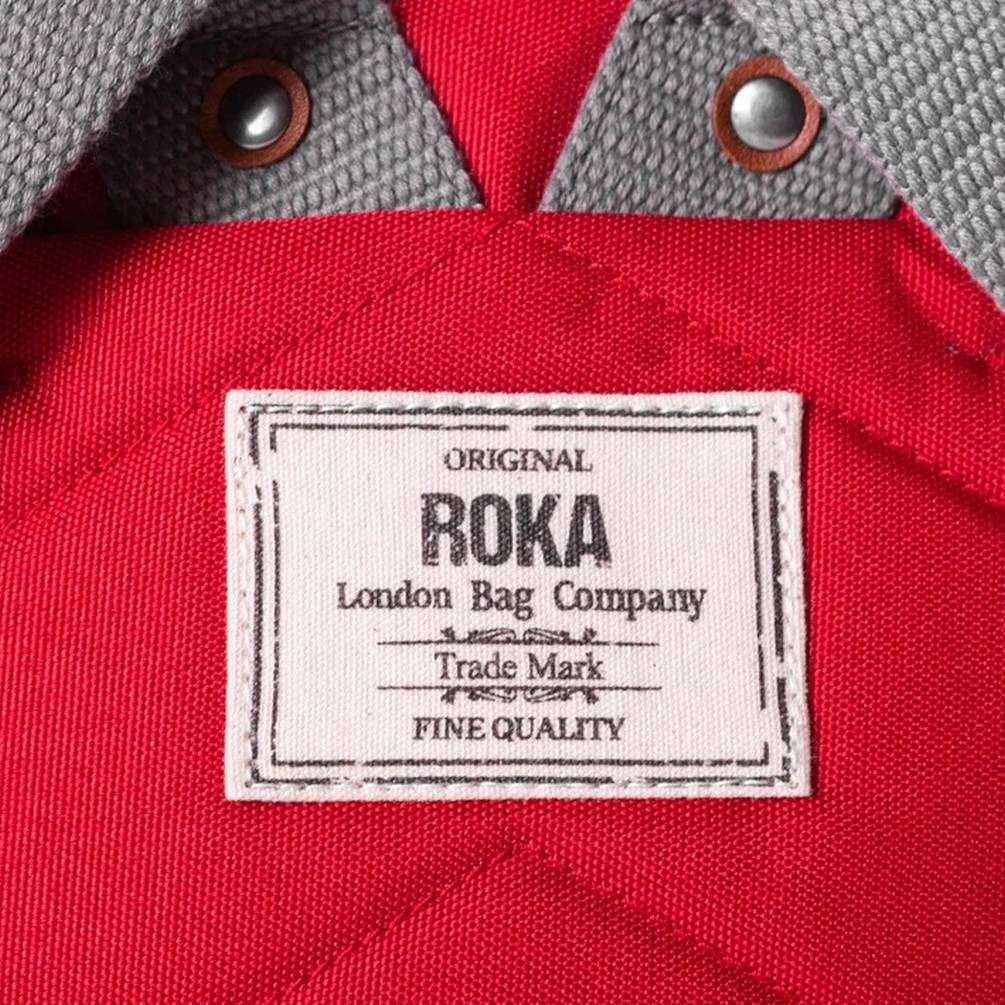 ORIGINAL
ROKA
London Bag Company
Trade Mark
FINE QUALITY